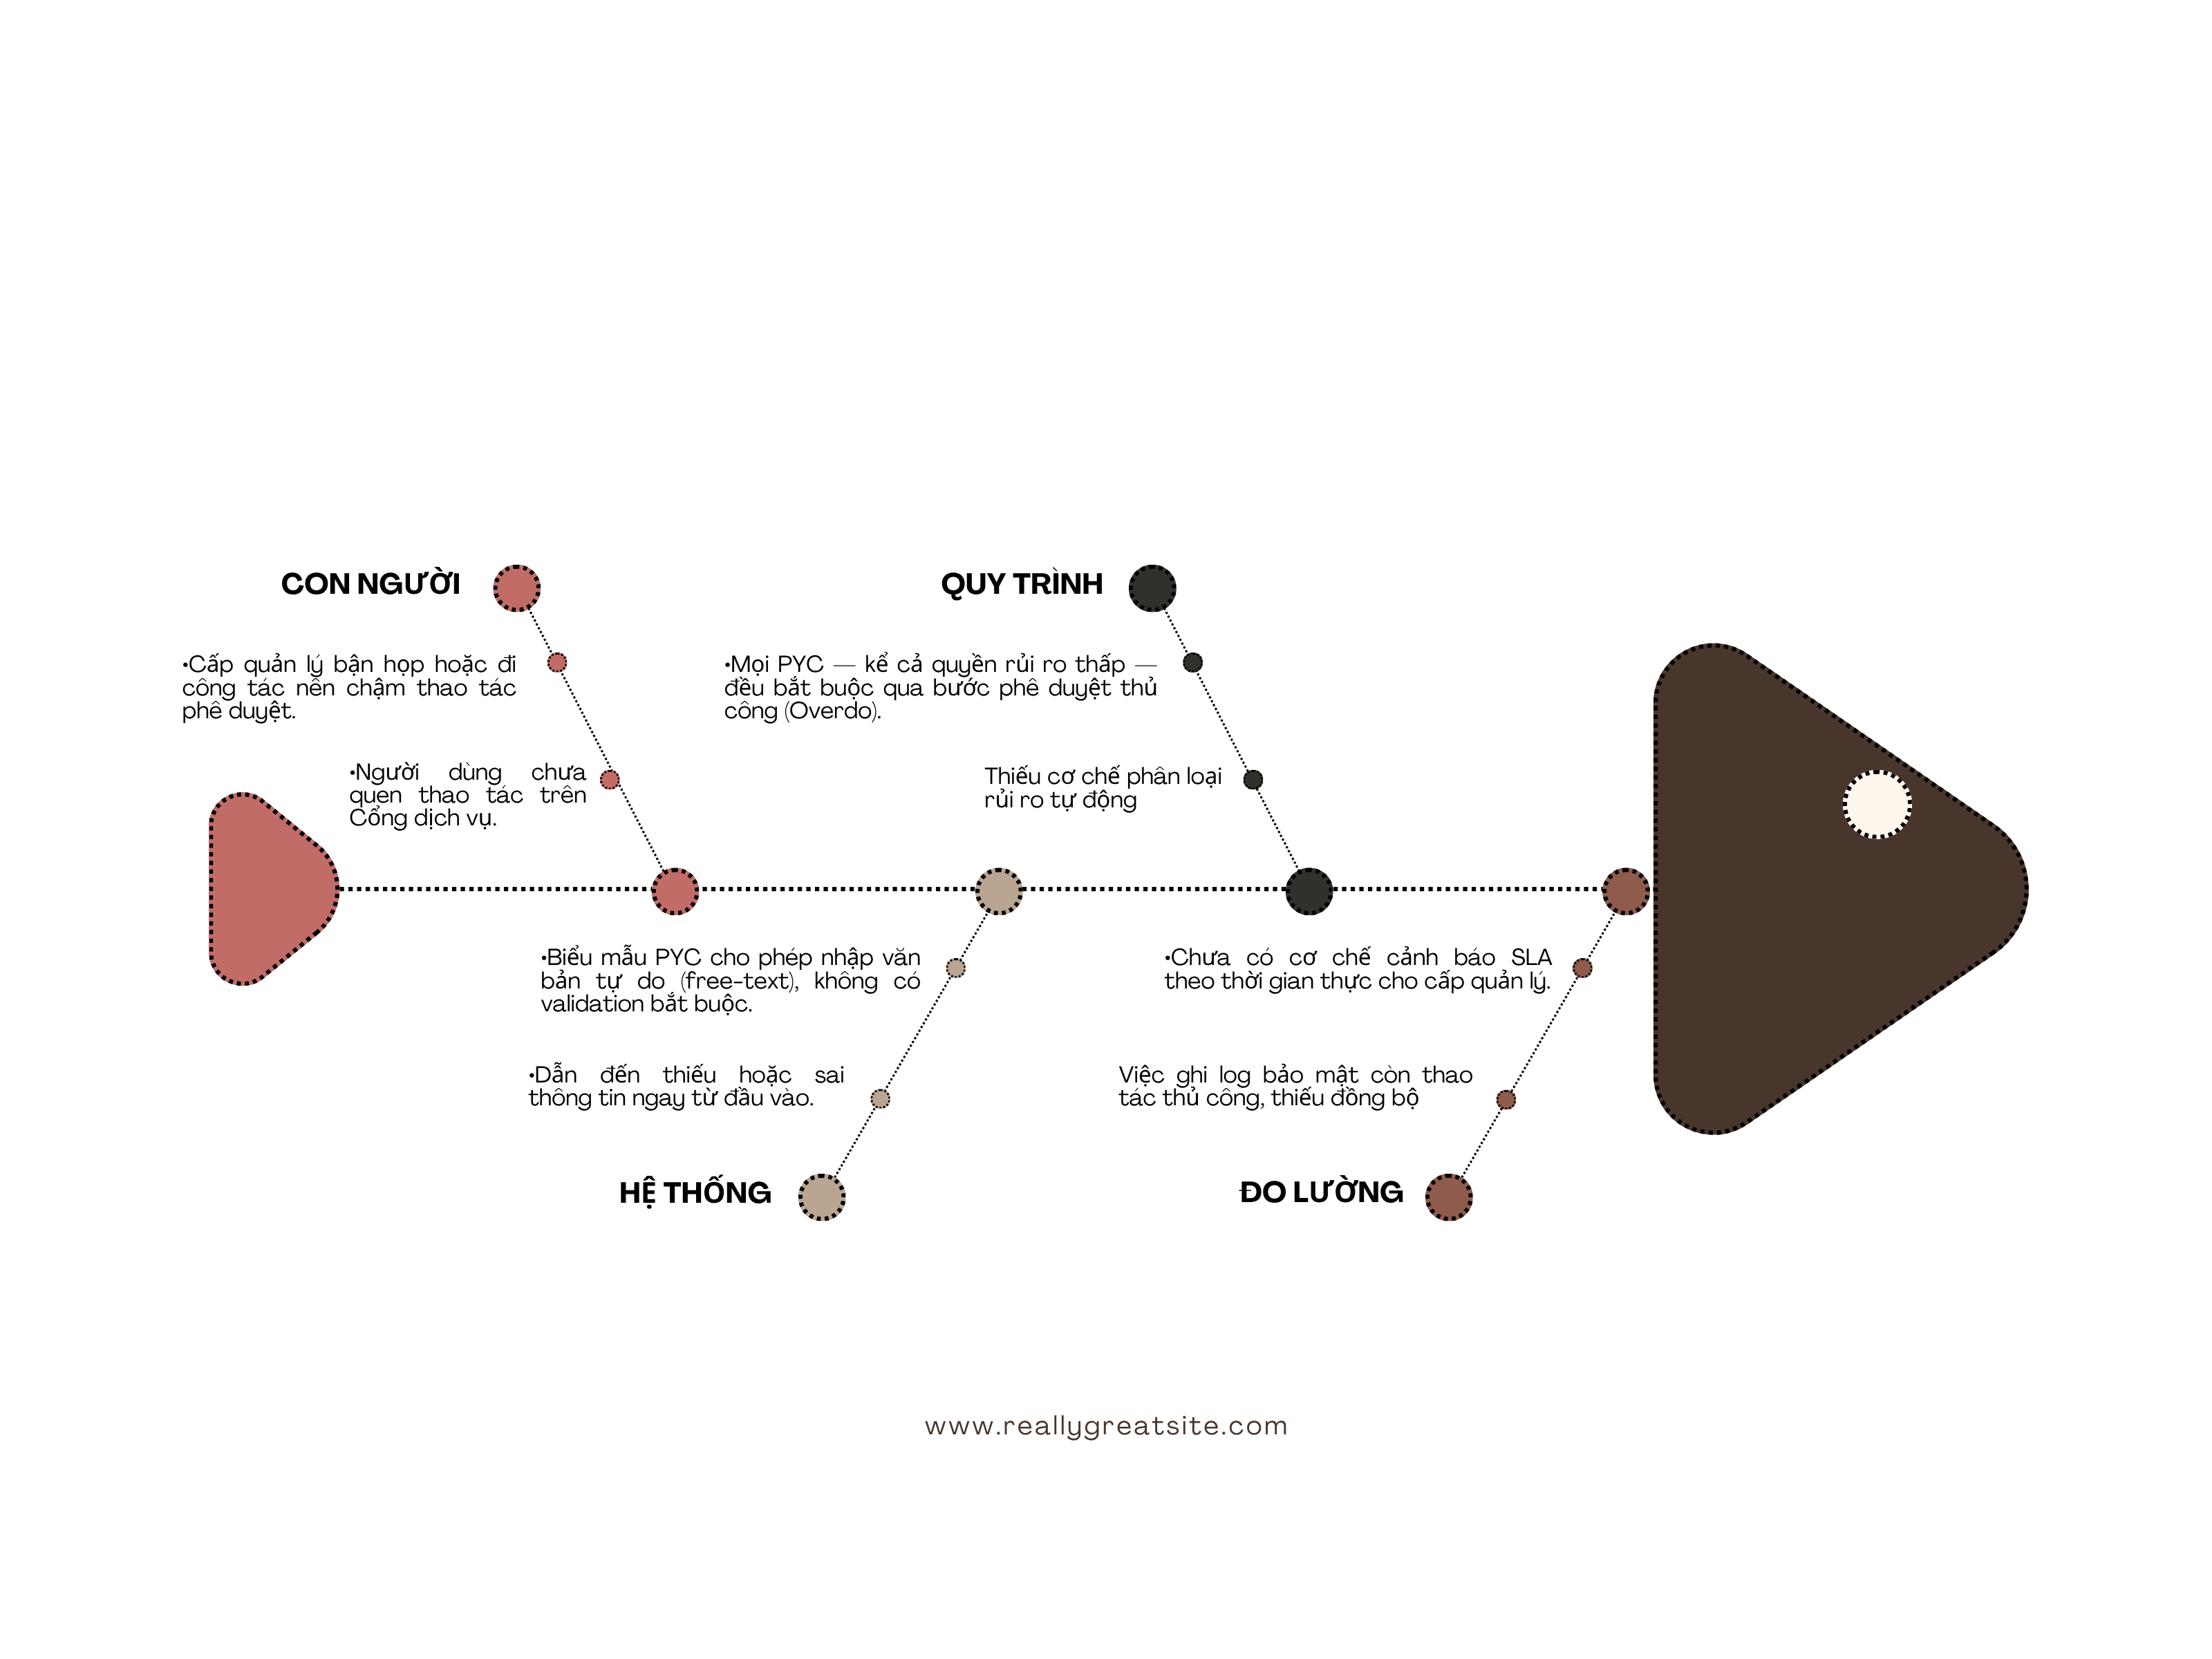 CON NGƯỜI
•Cấp quản lý bận họp hoặc đi
công tác nên chậm thao tác
phê duyệt.
•Người dùng chưa
quen thao tác trên
Cổng dịch vụ.
QUY TRÌNH
•Mọi PYC — kể cả quyền rủi ro thấp —
đều bắt buộc qua bước phê duyệt thủ
công (Overdo).
Thiếu cơ chế phân loại
rủi ro tự động
•Biểu mẫu PYC cho phép nhập văn
bản tự do (free-text), không có
validation bắt buộc.
•Dẫn đến thiếu hoặc sai
thông tin ngay từ đầu vào.
HỆ THỐNG
•Chưa có cơ chế cảnh báo SLA
theo thời gian thực cho cấp quản lý.
Việc ghi log bảo mật còn thao
tác thủ công, thiếu đồng bộ
ĐO LƯỜNG
www.reallygreatsite.com